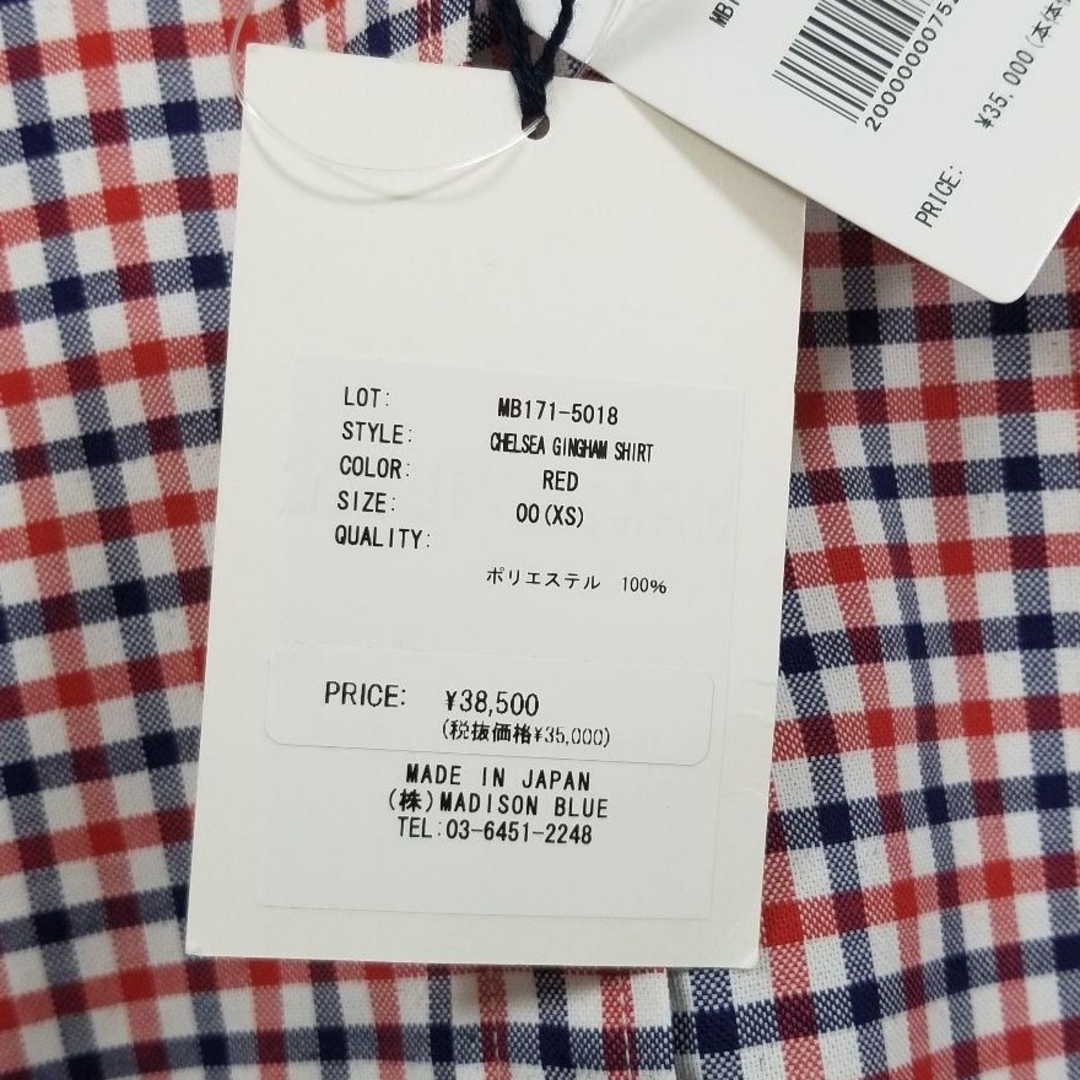 LOT: MB171-5018
STYLE: CHELSEA GINGHAM SHIRT
COLOR: RED
SIZE: 00(XS)
QUALITY:
ポリエステル 100%
PRICE: ¥38,500
(税抜価格¥35,000)
MADE IN JAPAN
(株)MADISON BLUE
TEL:03-6451-2248
PRICE: ¥35,000(本体